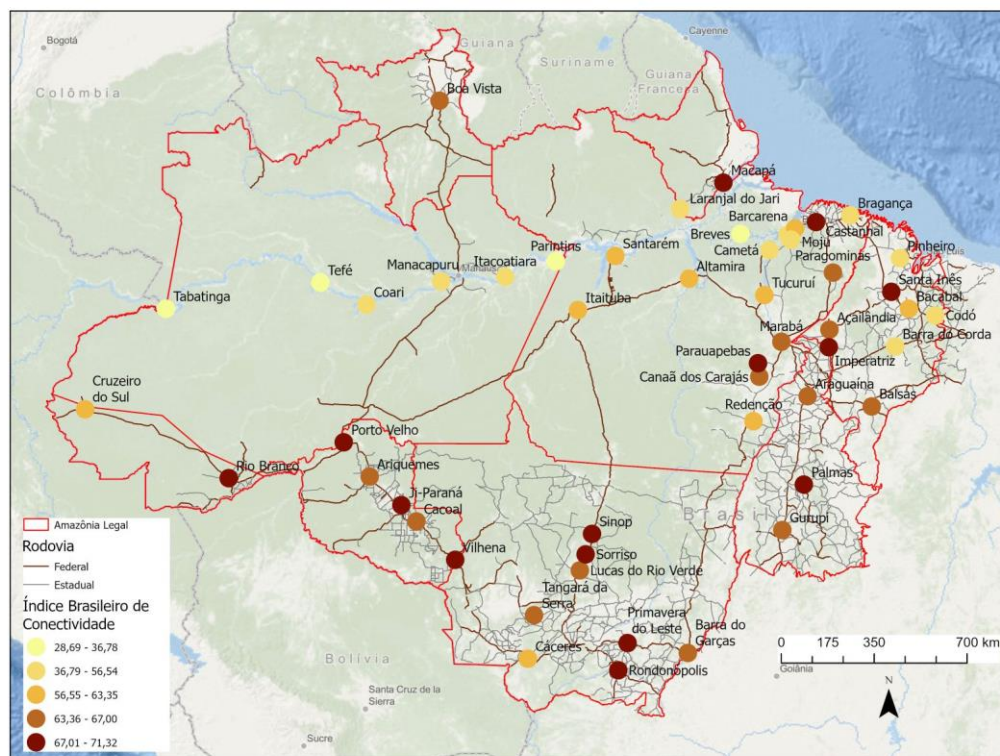 Bogotá
Colômbia
Guiana
Suriname
Cayenne
Guiana
Francesa
Boa Vista
Macapá
Laranjal do Jari
Bragança
Barcarena
Castanhal
Breves
Mojú
Cametá
Paragominas
Pinheiro
Parintins
Santarém
Itacoatiara
Manaus
Manacapuru
Altamira
Tefé
Coari
Tabatinga
Itaituba
Tucuruí
Santa Inês
Bacabal
Açailândia
Codó
Barra do Corda
Marabá
Parauapebas
Imperatriz
Canaã dos Carajás
Araguaína
Balsas
Redenção
Cruzeiro
do Sul
Porto Velho
Rio Branco
Ariquemes
Ji-Paraná
Cacoal
Vilhena
Palmas
Brasil
Gurupi
Sinop
Sorriso
Lucas do Rio Verde
Tangará da
Serra
Primavera
do Leste
Barra do
Garças
Cáceres
Rondonópolis
Bolívia
Santa Cruz de la
Sierra
Sucre
Goiânia
Amazônia Legal
Rodovia
Federal
Estadual
Índice Brasileiro de
Conectividade
28,69 - 36,78
36,79 - 56,54
56,55 - 63,35
63,36 - 67,00
67,01 - 71,32
0 175 350 700 km
N